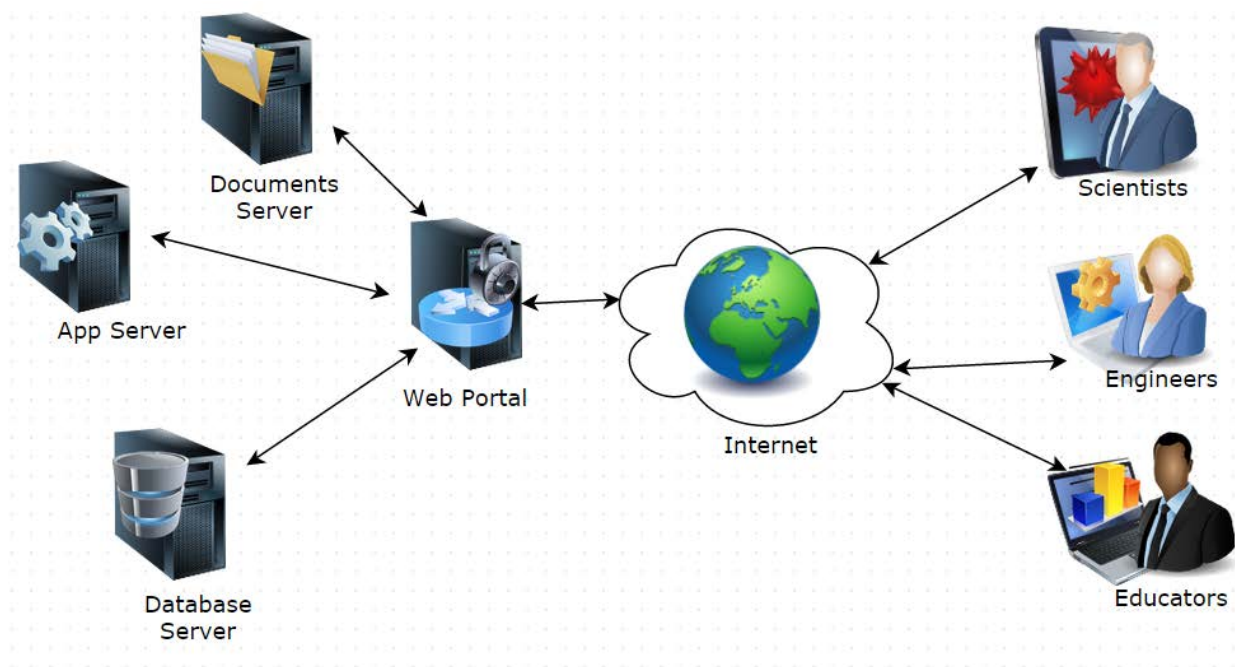 Documents
Server
Scientists
App Server
Web Portal
Internet
Engineers
Database
Server
Educators